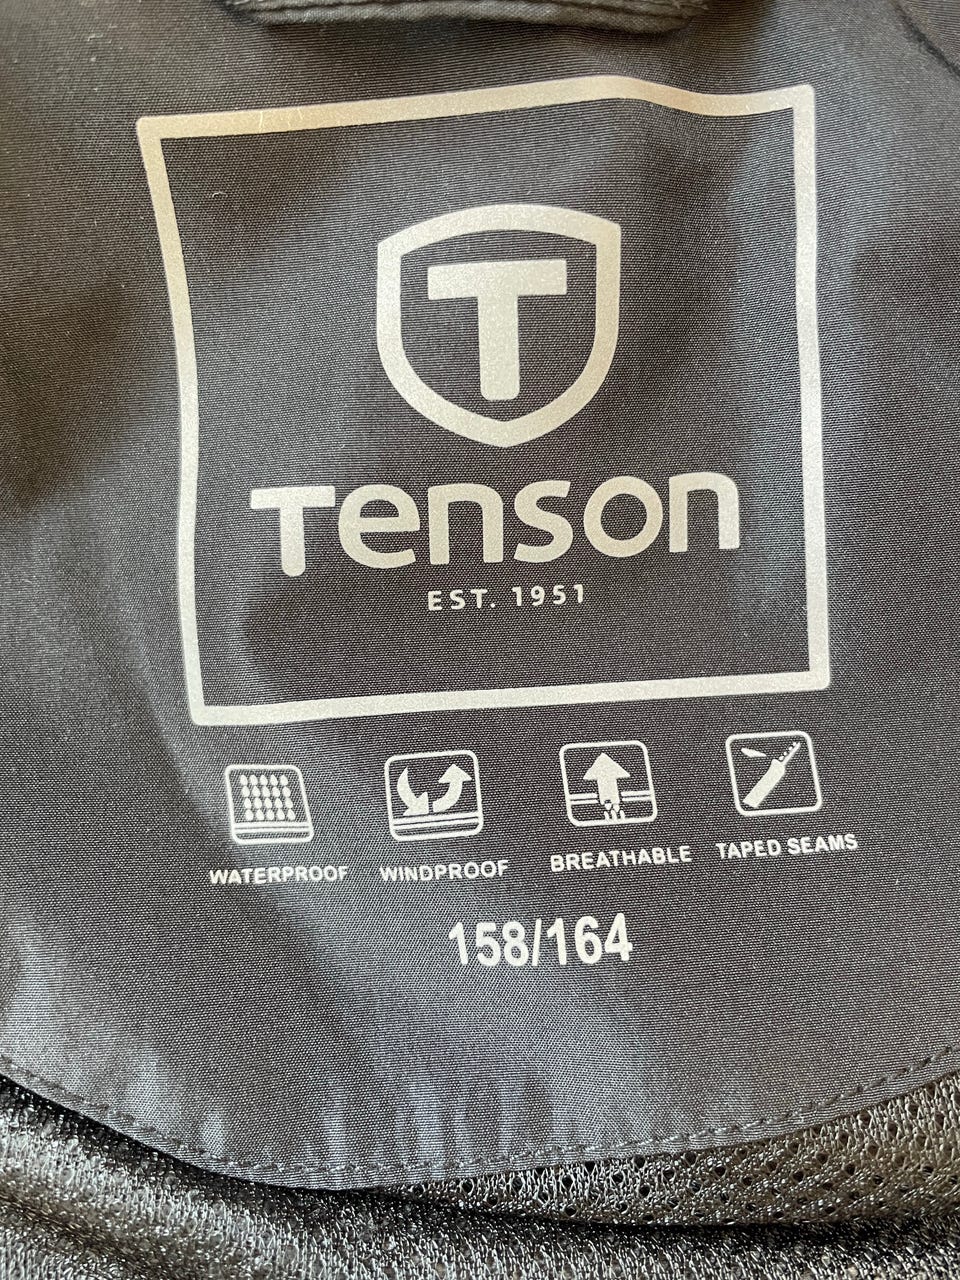 T
Tenson
EST. 1951
WATERPROOF WINDPROOF BREATHABLE TAPED SEAMS
158/164